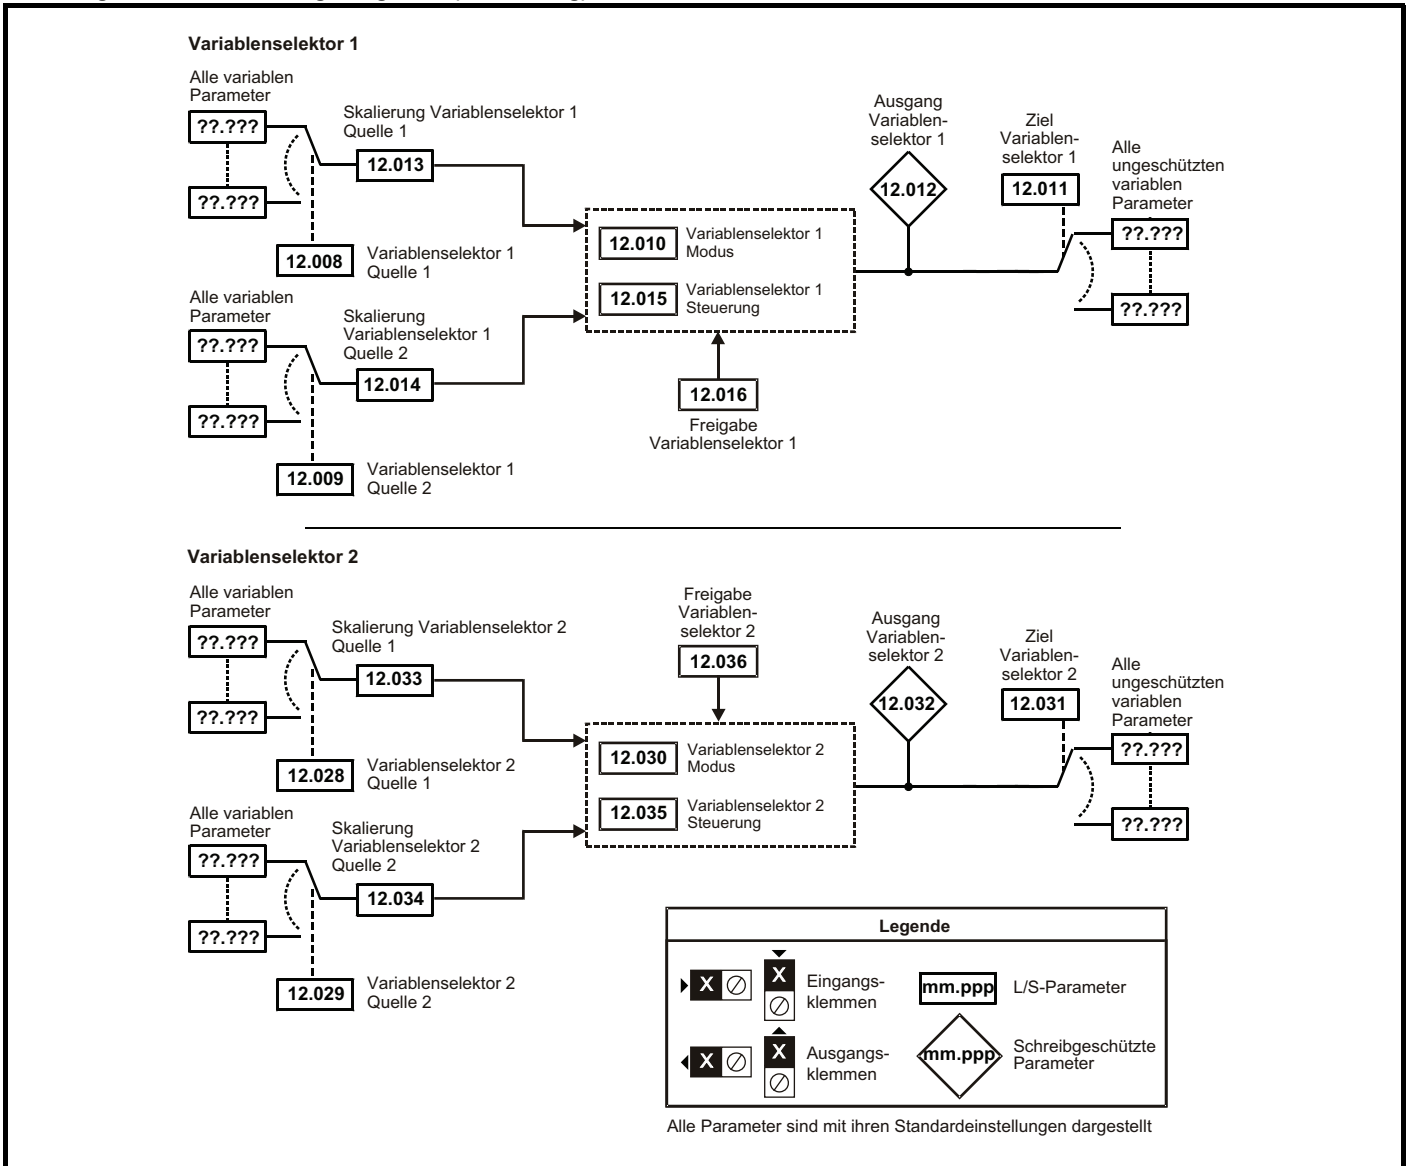 Variablenselektor 1
Alle variablen
Parameter
??.???
??.???
Skalierung Variablenselektor 1
Quelle 1
12.013
12.008
Variablenselektor 1
Quelle 1
Alle variablen
Parameter
??.???
??.???
Skalierung
Variablenselektor 1
Quelle 2
12.014
12.009
Variablenselektor 1
Quelle 2
12.010
Variablenselektor 1
Modus
12.015
Variablenselektor 1
Steuerung
12.016
Freigabe
Variablenselektor 1
Ausgang
Variablen-
selektor 1
12.012
Ziel
Variablen-
selektor 1
12.011
Alle
ungeschützten
variablen
Parameter
??.???
??.???
Variablenselektor 2
Alle variablen
Parameter
??.???
??.???
Skalierung Variablenselektor 2
Quelle 1
12.033
12.028
Variablenselektor 2
Quelle 1
Alle variablen
Parameter
??.???
??.???
Skalierung
Variablenselektor 2
Quelle 2
12.034
12.029
Variablenselektor 2
Quelle 2
Freigabe
Variablen-
selektor 2
12.036
12.030
Variablenselektor 2
Modus
12.035
Variablenselektor 2
Steuerung
Ausgang
Variablen-
selektor 2
12.032
Ziel
Variablen-
selektor 2
12.031
Alle
ungeschützten
variablen
Parameter
??.???
??.???
Legende
X
X
Eingangs-
klemmen
mm.ppp
L/S-Parameter
X
X
Ausgangs-
klemmen
mm.ppp
Schreibgeschützte
Parameter
Alle Parameter sind mit ihren Standardeinstellungen dargestellt